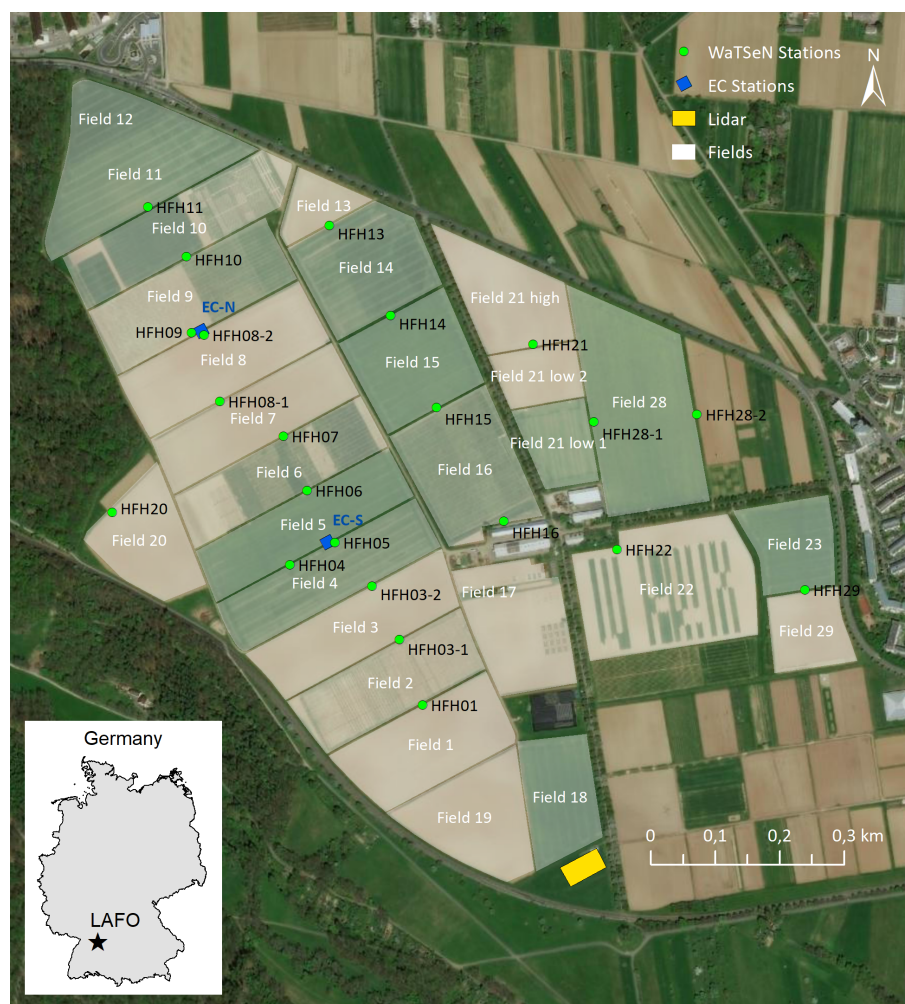 WaTSeN Stations
N
EC Stations
Lidar
Fields
Field 12
Field 11
HFH11
Field 10
Field 13
HFH13
HFH10
Field 14
Field 9
EC-N
Field 21 high
HFH14
HFH09
HFH08-2
HFH21
Field 8
Field 15
Field 21 low 2
HFH08-1
Field 28
HFH28-2
Field 7
HFH15
HFH07
Field 21 low 1
HFH28-1
Field 6
Field 16
HFH06
HFH20
Field 5
EC-S
HFH16
Field 20
HFH05
HFH22
Field 23
HFH04
Field 4
HFH03-2
Field 17
Field 22
HFH29
Field 3
Field 29
HFH03-1
Field 2
HFH01
Field 1
Germany
Field 18
Field 19
0
0,1
0,2
0,3 km
LAFO